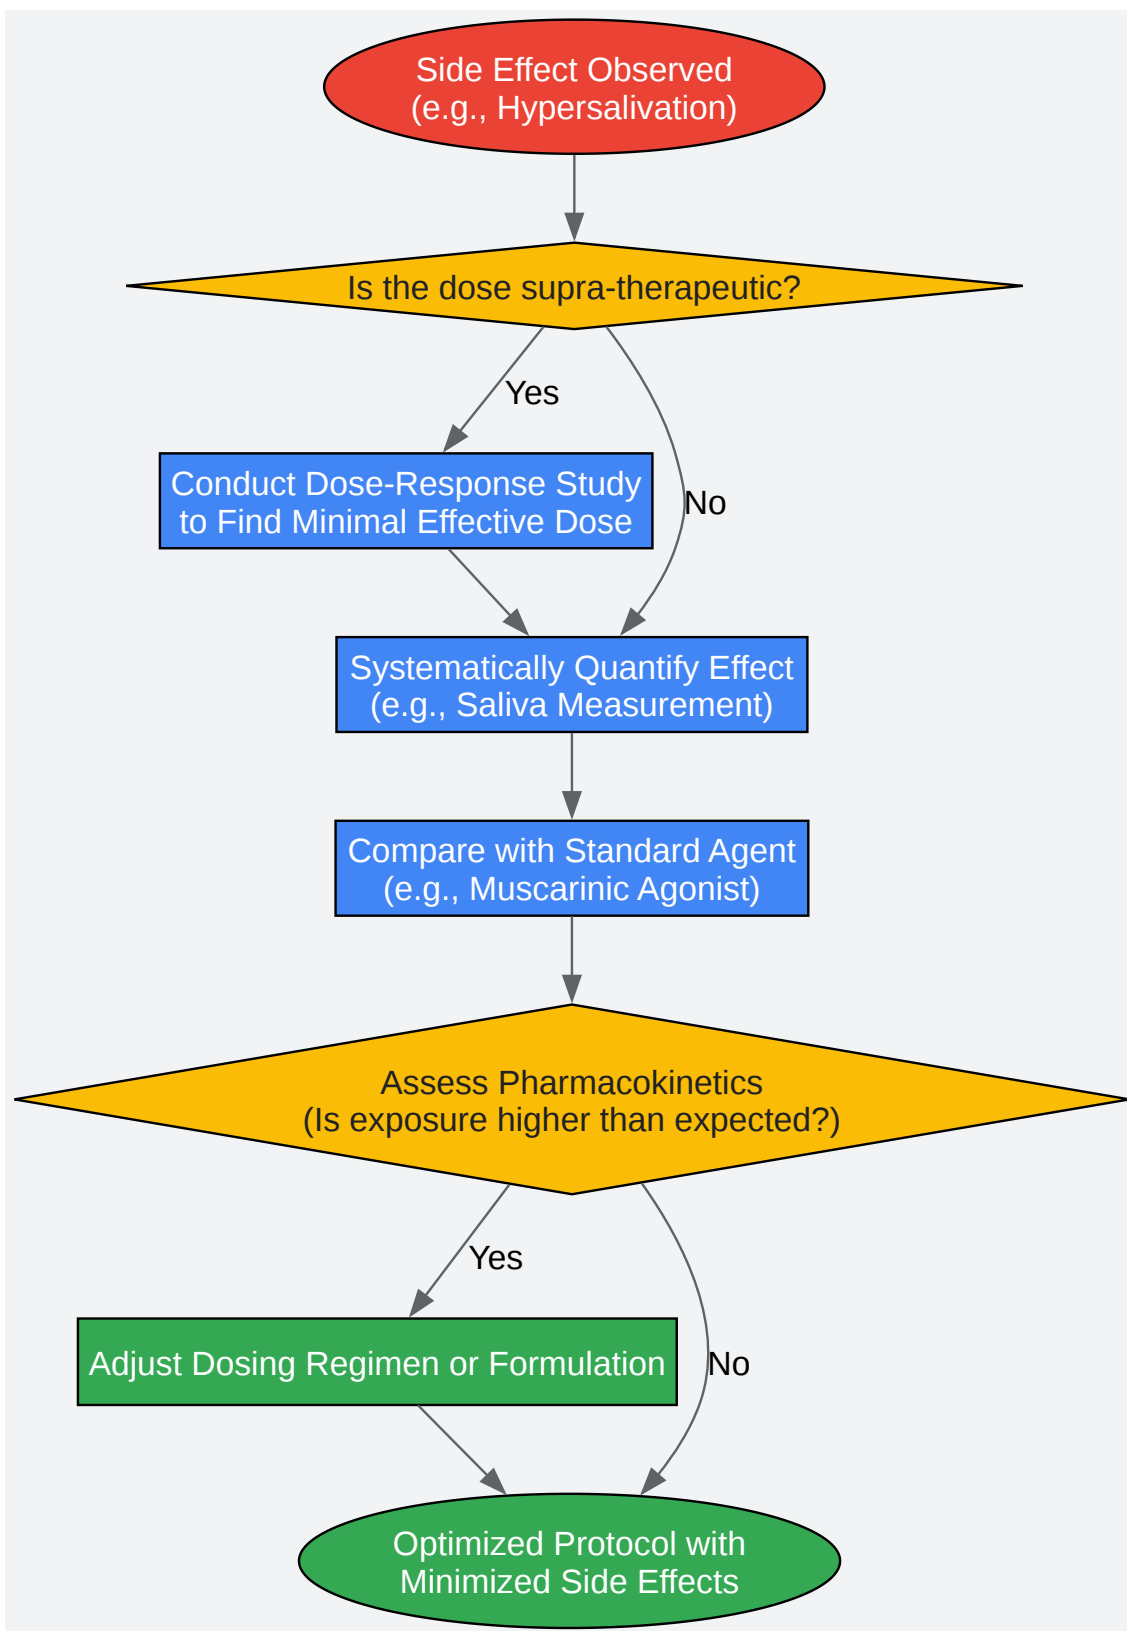 Side Effect Observed
(e.g., Hypersalivation)
Is the dose supra-therapeutic?
Yes
Conduct Dose-Response Study
to Find Minimal Effective Dose
No
Systematically Quantify Effect
(e.g., Saliva Measurement)
Compare with Standard Agent
(e.g., Muscarinic Agonist)
Assess Pharmacokinetics
(Is exposure higher than expected?)
Yes
Adjust Dosing Regimen or Formulation
No
Optimized Protocol with
Minimized Side Effects